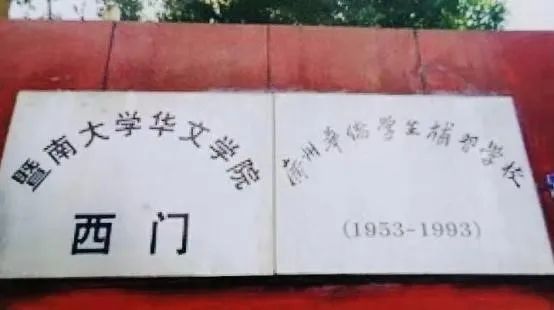 暨南大学华文学院
西门
广州华侨学生补习学校
(1953-1993)